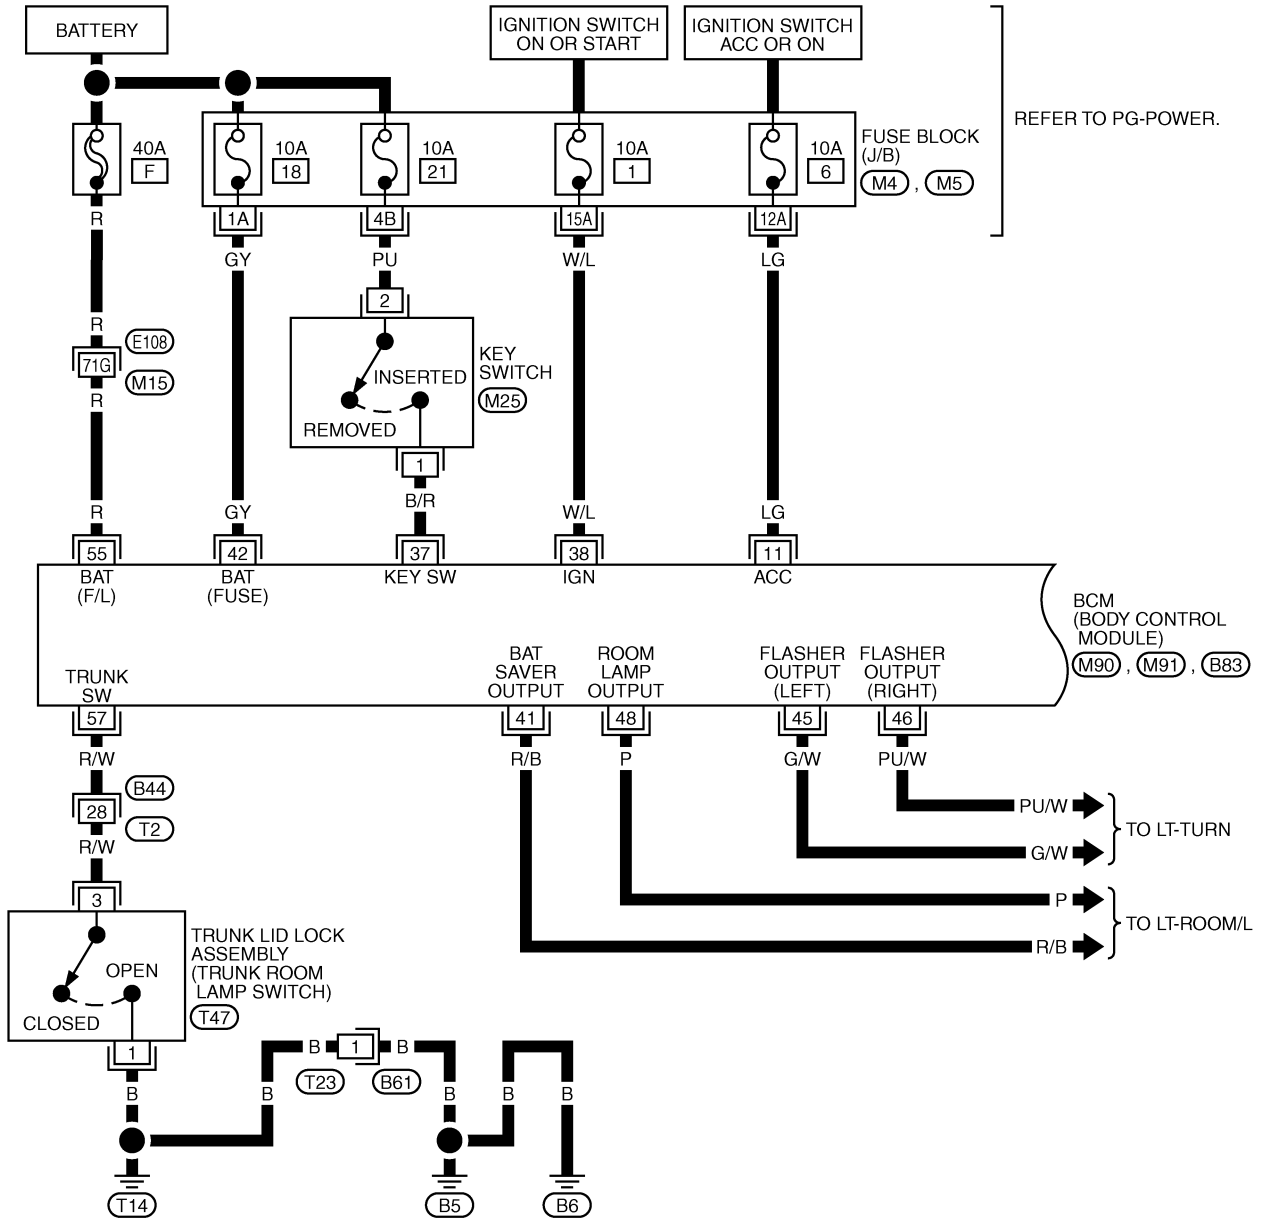 BATTERY
IGNITION SWITCH
ON OR START
IGNITION SWITCH
ACC OR ON
REFER TO PG-POWER.
40A
F
10A
18
10A
21
10A
1
10A
6
FUSE BLOCK
(J/B)
M4 , M5
R
1A
4B
15A
12A
GY
PU
W/L
LG
2
R
E108
71G
M15
R
KEY
SWITCH
M25
INSERTED
REMOVED
1
B/R
R
GY
W/L
LG
55
42
37
38
11
BAT
(F/L)
BAT
(FUSE)
KEY SW
IGN
ACC
BCM
(BODY CONTROL
MODULE)
M90 , M91 , B83
TRUNK
SW
BAT
SAVER
OUTPUT
ROOM
LAMP
OUTPUT
FLASHER
OUTPUT
(LEFT)
FLASHER
OUTPUT
(RIGHT)
57
41
48
45
46
R/W
R/B
P
G/W
PU/W
B44
28
T2
R/W
PU/W
G/W
TO LT-TURN
P
R/B
TO LT-ROOM/L
3
TRUNK LID LOCK
ASSEMBLY
(TRUNK ROOM
LAMP SWITCH)
T47
OPEN
CLOSED
1
B
B
B
1
B
T23
B61
B
B
B
T14
B5
B6